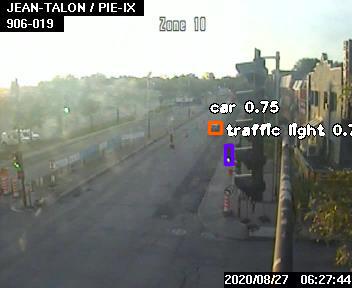 JEAN-TALON / PIE-IX
906-019
Zone 10
car 0.75
traffic light 0.7
2020/08/27 06:27:44